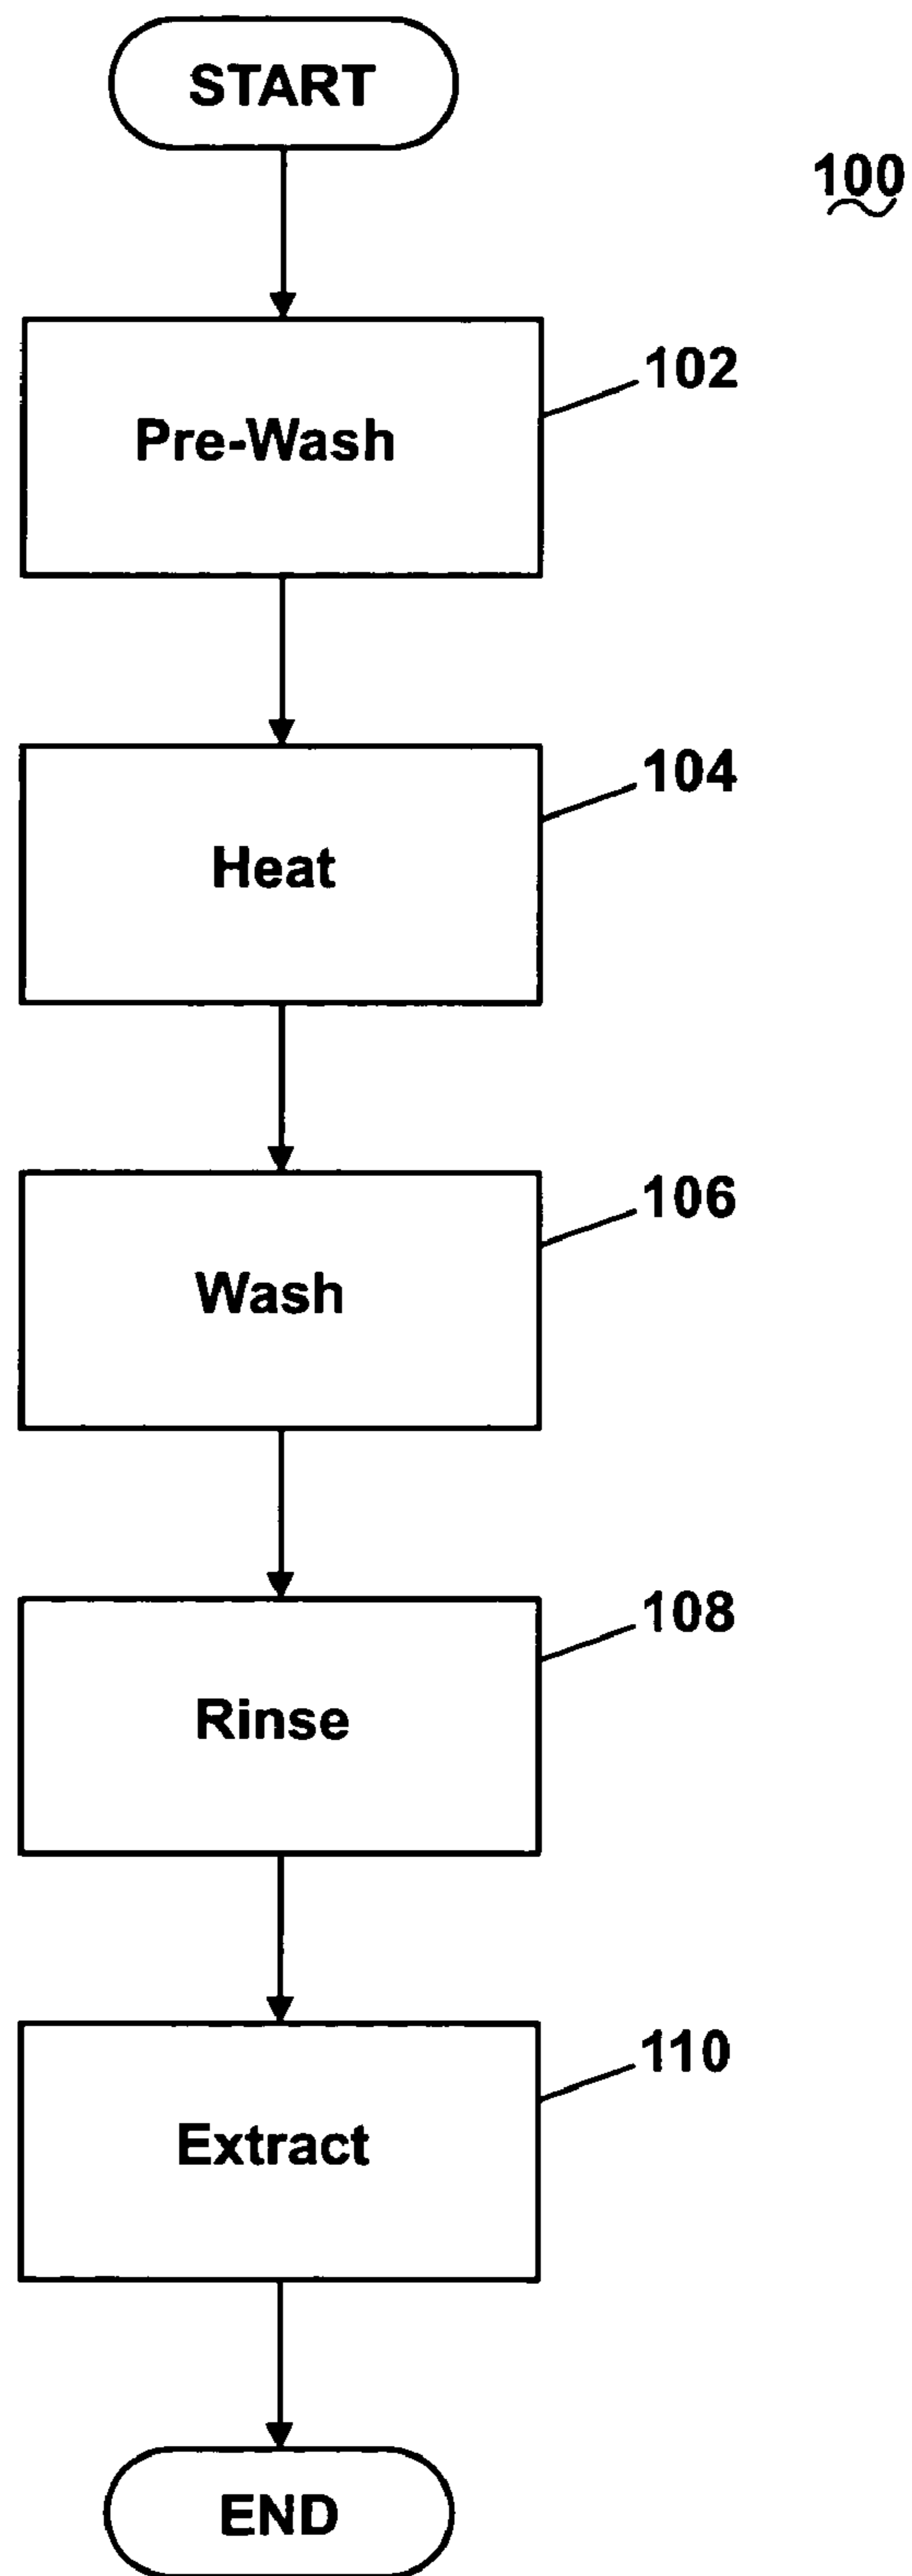 START
100
102
Pre-Wash
104
Heat
106
Wash
108
Rinse
110
Extract
END